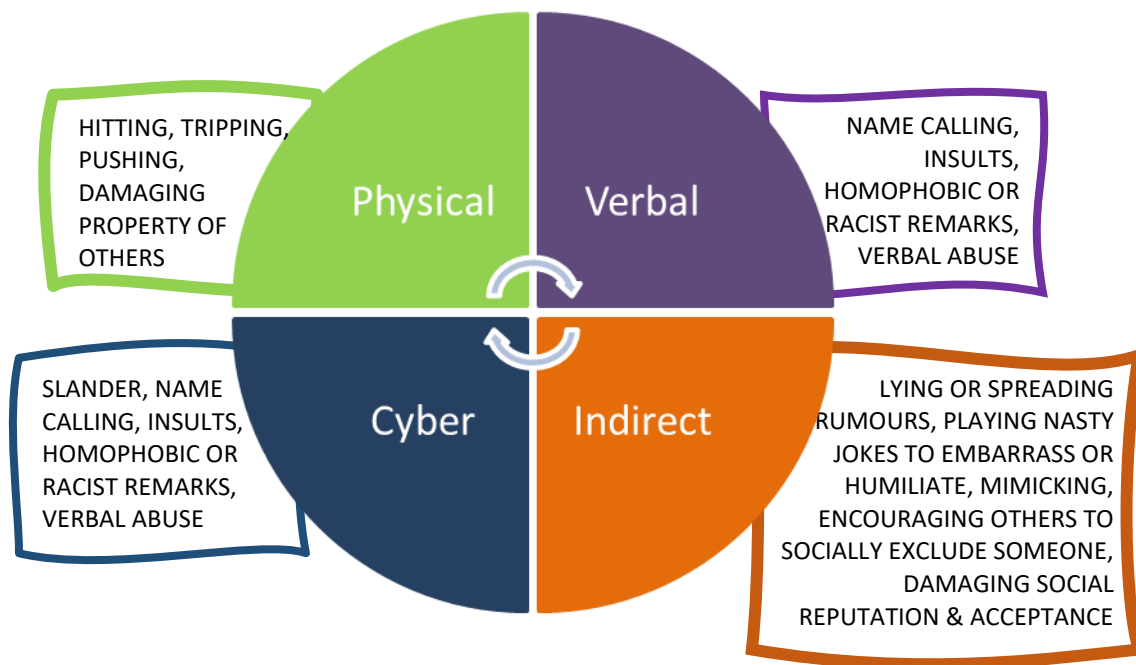 HITTING, TRIPPING,
PUSHING,
DAMAGING
PROPERTY OF
OTHERS
Physical
Verbal
NAME CALLING,
INSULTS,
HOMOPHOBIC OR
RACIST REMARKS,
VERBAL ABUSE
SLANDER, NAME
CALLING, INSULTS,
HOMOPHOBIC OR
RACIST REMARKS,
VERBAL ABUSE
Cyber
Indirect
LYING OR SPREADING
RUMOURS, PLAYING NASTY
JOKES TO EMBARRASS OR
HUMILIATE, MIMICKING,
ENCOURAGING OTHERS TO
SOCIALLY EXCLUDE SOMEONE,
DAMAGING SOCIAL
REPUTATION & ACCEPTANCE